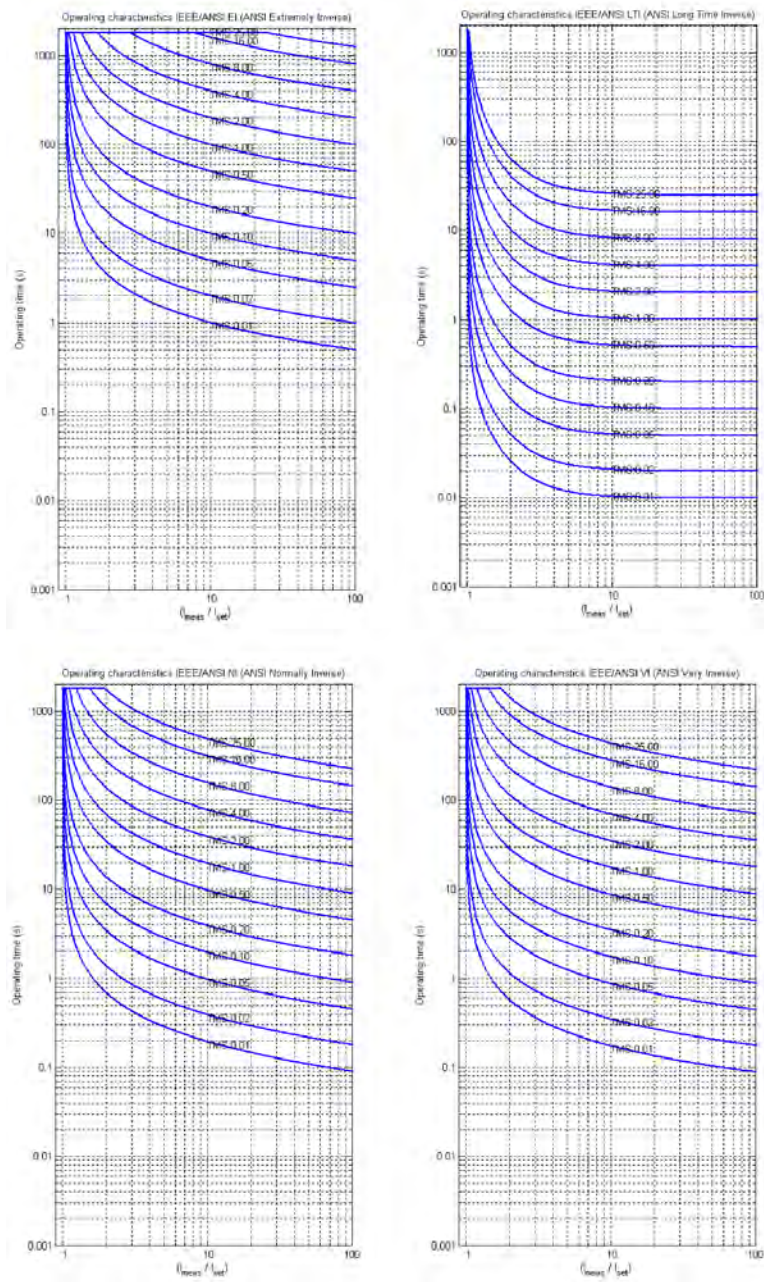 Operating characteristics IEEE/ANSI EI (ANSI Extremely Inverse)
Operating time (s)
1000
100
10
1
0.1
0.01
0.001
TMS 16.00
TMS 8.00
TMS 4.00
TMS 2.00
TMS 1.00
TMS 0.50
TMS 0.20
TMS 0.10
TMS 0.05
TMS 0.02
TMS 0.01
1
10
100
(Imeas / Iset)
Operating characteristics IEEE/ANSI LTI (ANSI Long Time Inverse)
Operating time (s)
1000
100
10
1
0.1
0.01
0.001
TMS 25.00
TMS 16.00
TMS 8.00
TMS 4.00
TMS 2.00
TMS 1.00
TMS 0.50
TMS 0.20
TMS 0.10
TMS 0.05
TMS 0.02
TMS 0.01
1
10
100
(Imeas / Iset)
Operating characteristics IEEE/ANSI NI (ANSI Normally Inverse)
Operating time (s)
1000
100
10
1
0.1
0.01
0.001
TMS 25.00
TMS 8.00
TMS 4.00
TMS 2.00
TMS 1.00
TMS 0.50
TMS 0.20
TMS 0.10
TMS 0.05
TMS 0.02
TMS 0.01
1
10
100
(Imeas / Iset)
Operating characteristics IEEE/ANSI VI (ANSI Very Inverse)
Operating time (s)
1000
100
10
1
0.1
0.01
0.001
TMS 25.00
TMS 16.00
TMS 8.00
TMS 4.00
TMS 2.00
TMS 1.00
TMS 0.50
TMS 0.20
TMS 0.10
TMS 0.05
TMS 0.02
TMS 0.01
1
10
100
(Imeas / Iset)